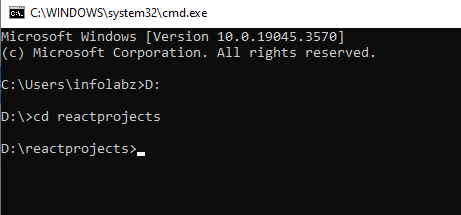 C:\WINDOWS\system32\cmd.exe
Microsoft Windows [Version 10.0.19045.3570]
(c) Microsoft Corporation. All rights reserved.
C:\Users\infolabz>D:
D:\>cd reactprojects
D:\reactprojects>